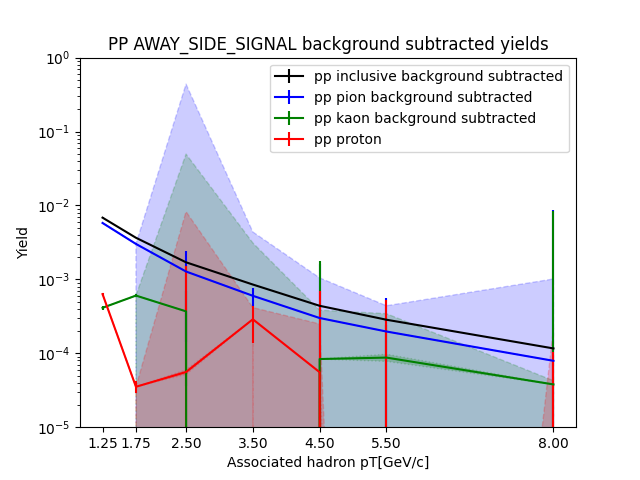 PP AWAY_SIDE_SIGNAL background subtracted yields
pp inclusive background subtracted
pp pion background subtracted
pp kaon background subtracted
pp proton
Yield
10^0
10^-1
10^-2
10^-3
10^-4
10^-5
1.25 1.75 2.50 3.50 4.50 5.50 8.00
Associated hadron pT[GeV/c]